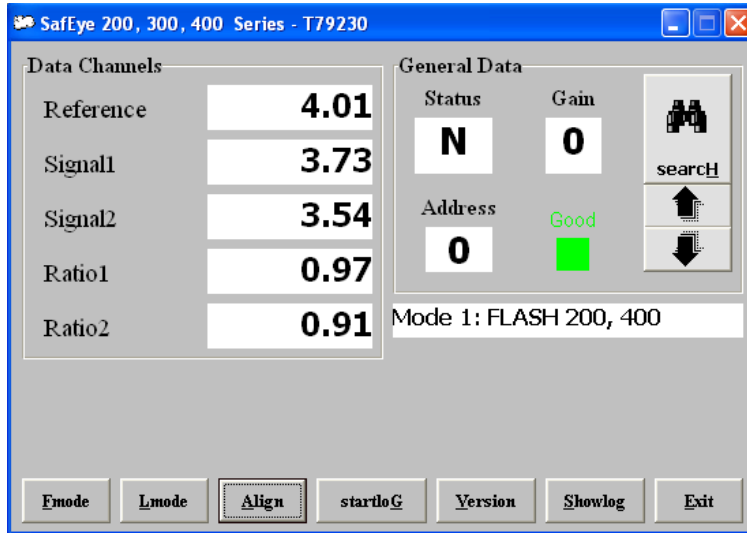 SafEye 200, 300, 400 Series - T79230
Data Channels
Reference 4.01
Signal1 3.73
Signal2 3.54
Ratio1 0.97
Ratio2 0.91
General Data
Status Gain
N 0
Address Good
0
searcH
Mode 1: FLASH 200, 400
Fmode Lmode Align startloG Version Showlog Exit